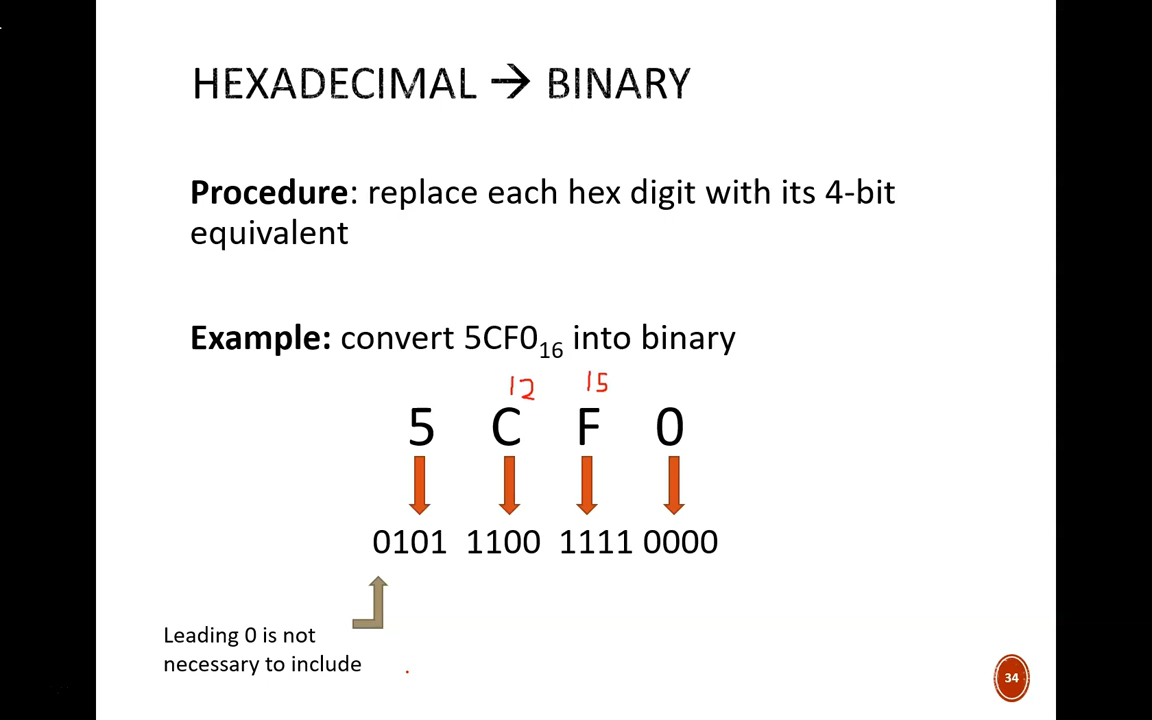 HEXADECIMAL → BINARY
Procedure: replace each hex digit with its 4-bit
equivalent
Example: convert 5CF0₁₆ into binary
12 15
5 C F 0
0101 1100 1111 0000
Leading 0 is not
necessary to include
34